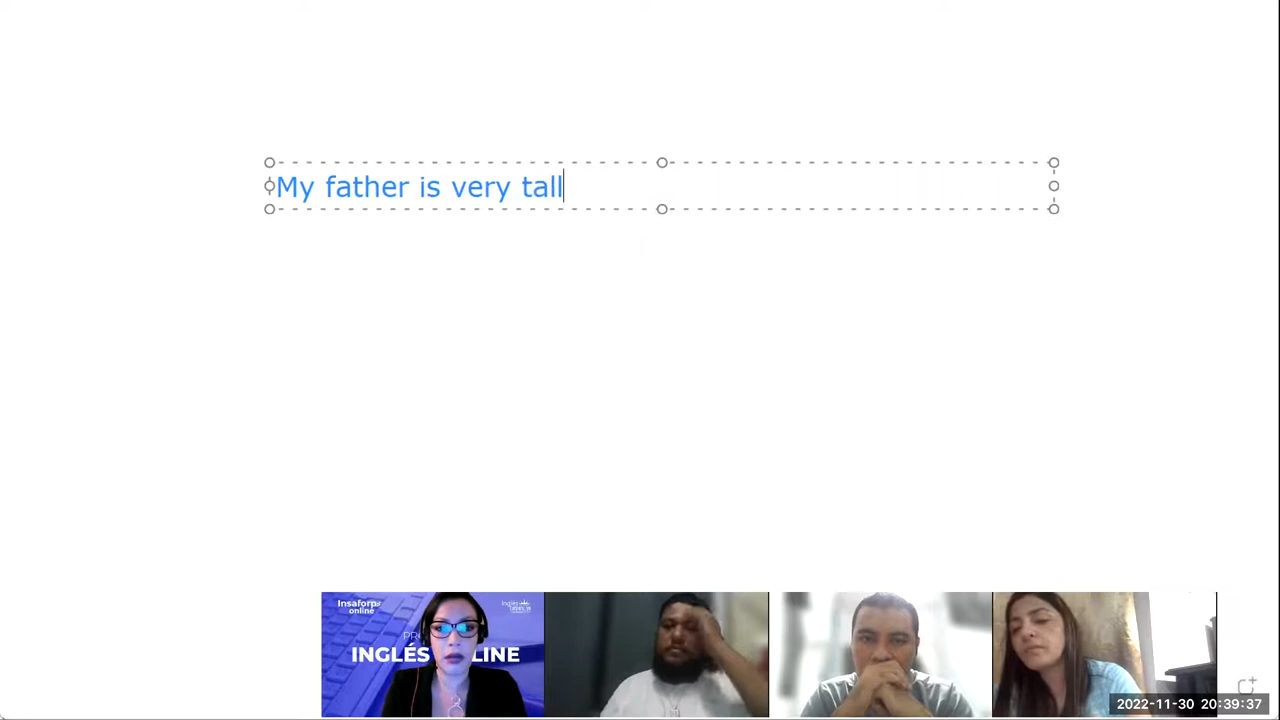 My father is very tall
Insaforp
online
INGLÉS LINE
2022-11-30 20:39:37